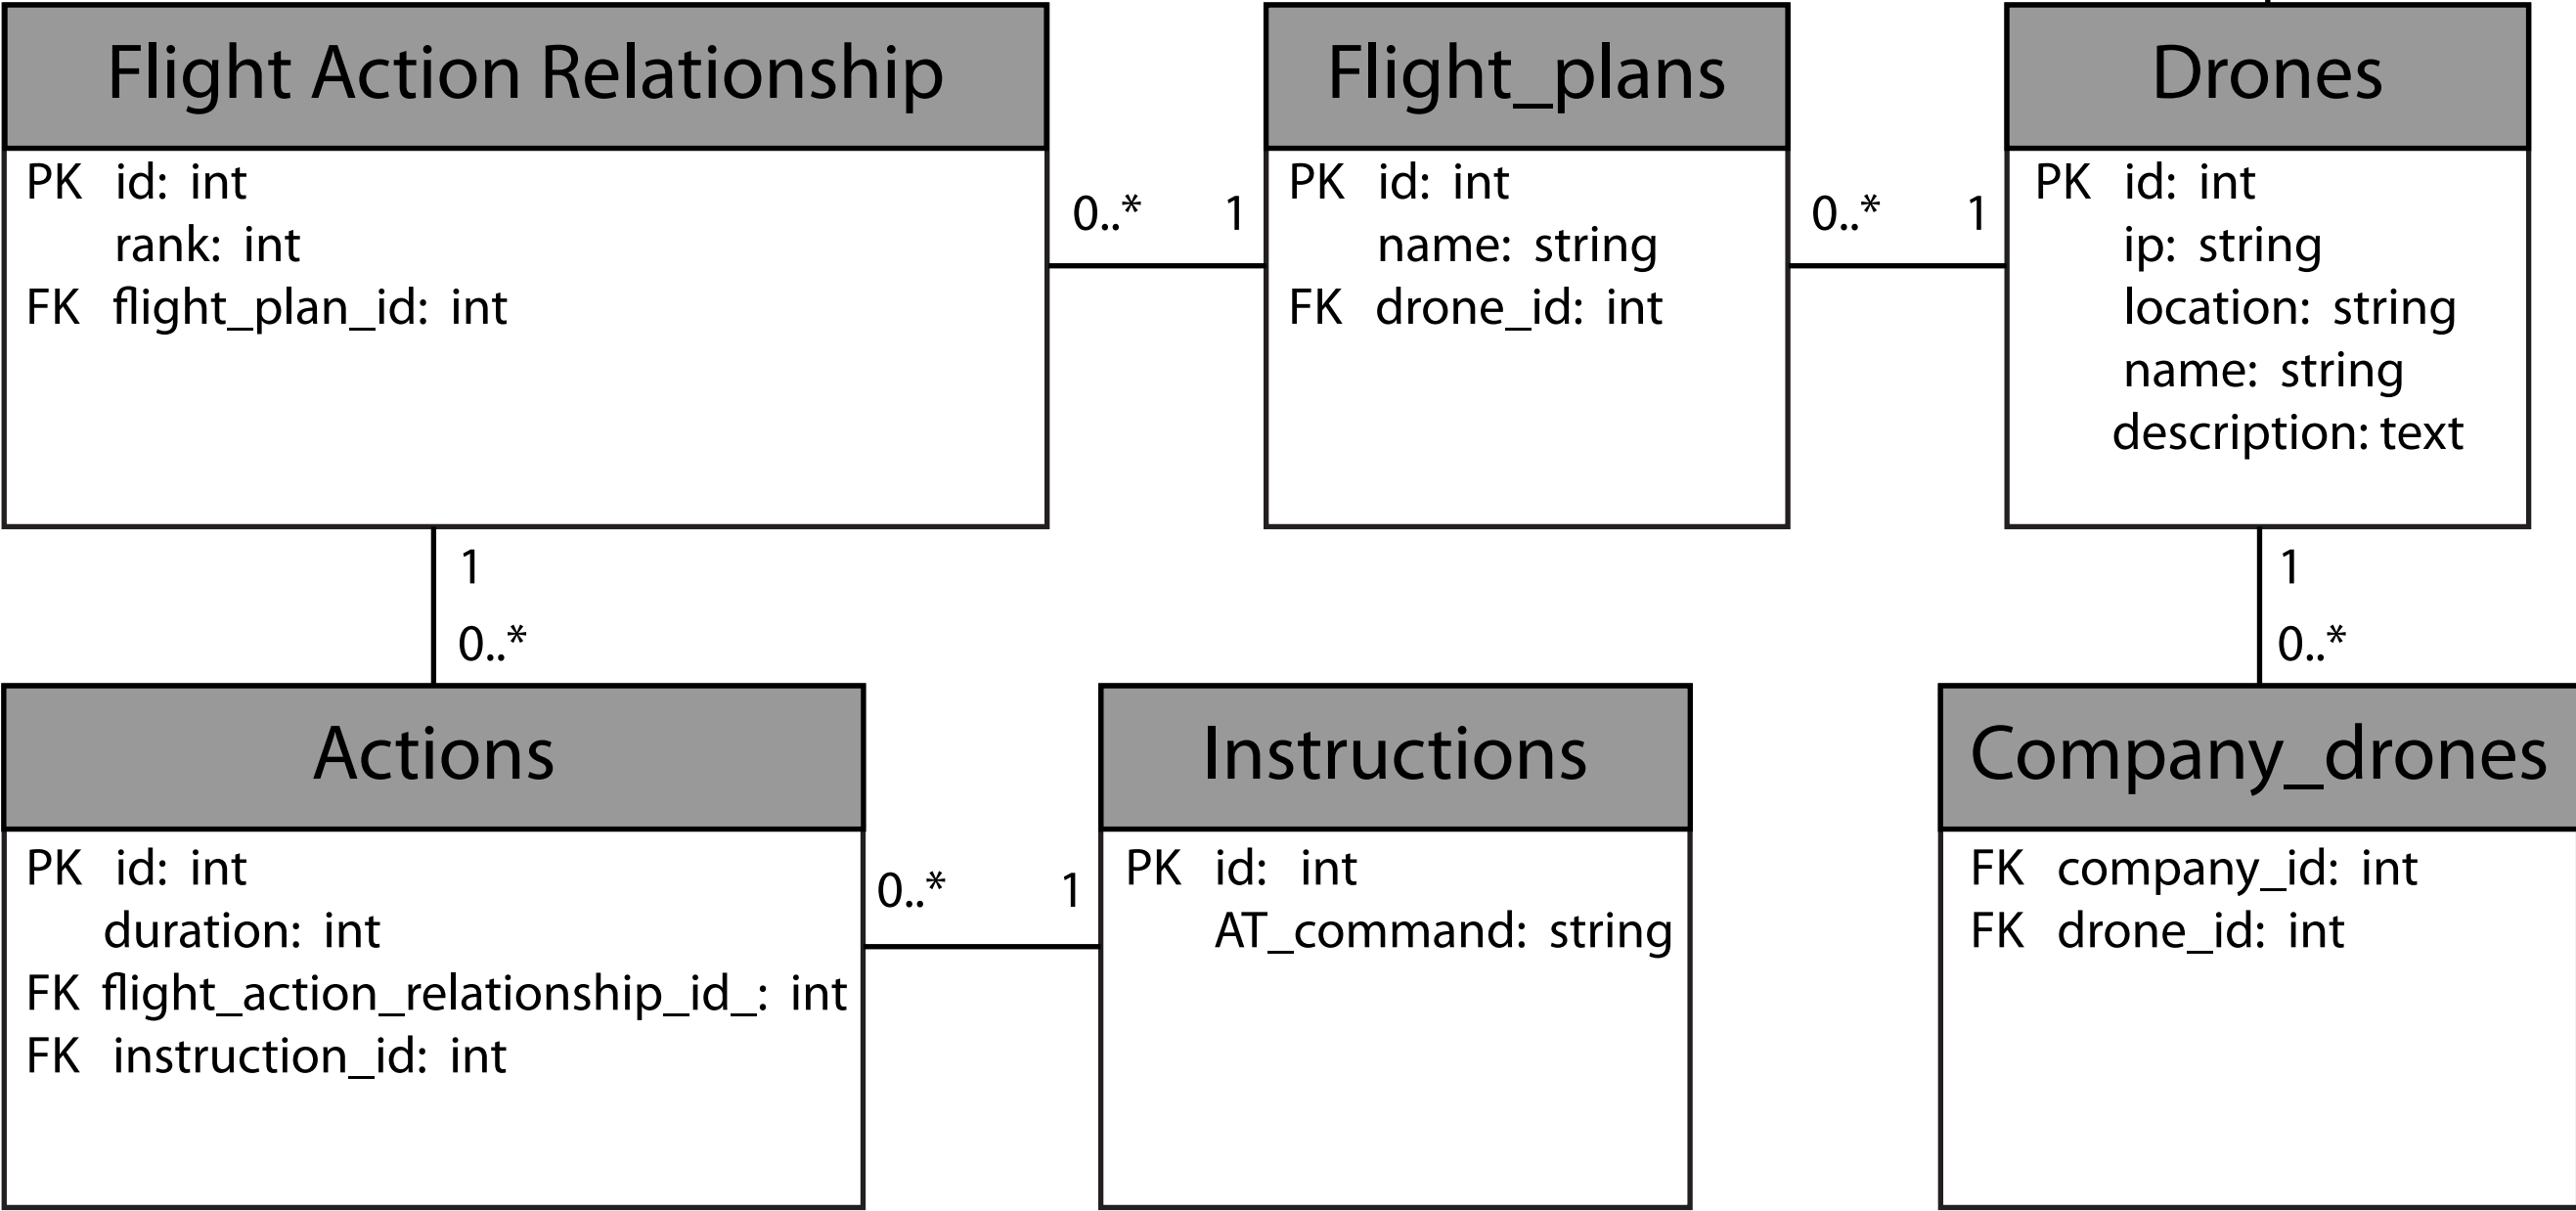 Flight Action Relationship
PK id: int
rank: int
FK flight_plan_id: int
0..* 1
Flight_plans
PK id: int
name: string
FK drone_id: int
0..* 1
Drones
PK id: int
ip: string
location: string
name: string
description: text
1
0..*
1
0..*
Actions
PK id: int
duration: int
FK flight_action_relationship_id_: int
FK instruction_id: int
0..* 1
Instructions
PK id: int
AT_command: string
Company_drones
FK company_id: int
FK drone_id: int